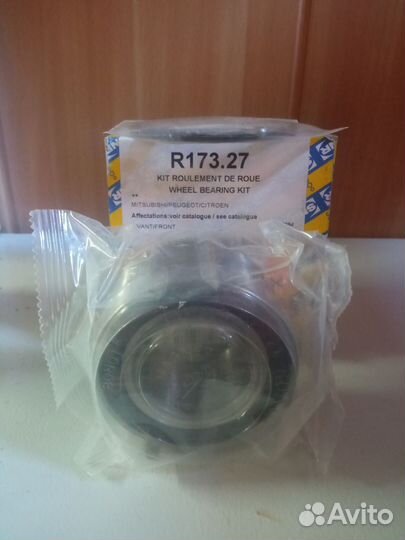 R173.27
KIT ROULEMENT DE ROUE
WHEEL BEARING KIT
**
MITSUBISHI/PEUGEOT/CITROEN
Affectations:voir catalogue / see catalogue
VANT/FRONT
Avito